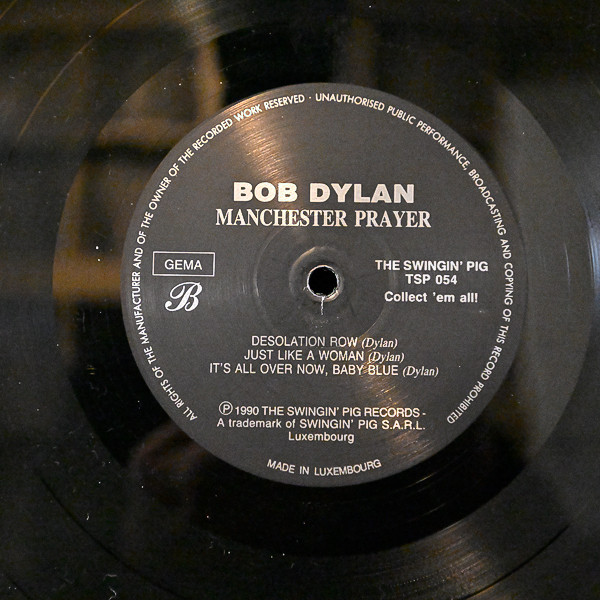 ALL RIGHTS OF THE MANUFACTURER AND OF THE OWNER OF THE RECORDED WORK RESERVED · UNAUTHORISED PUBLIC PERFORMANCE, BROADCASTING AND COPYING OF THIS RECORD PROHIBITED
BOB DYLAN
MANCHESTER PRAYER
GEMA
B
THE SWINGIN' PIG
TSP 054
Collect 'em all!
DESOLATION ROW (Dylan)
JUST LIKE A WOMAN (Dylan)
IT'S ALL OVER NOW, BABY BLUE (Dylan)
Ⓟ 1990 THE SWINGIN' PIG RECORDS -
A trademark of SWINGIN' PIG S.A.R.L.
Luxembourg
MADE IN LUXEMBOURG